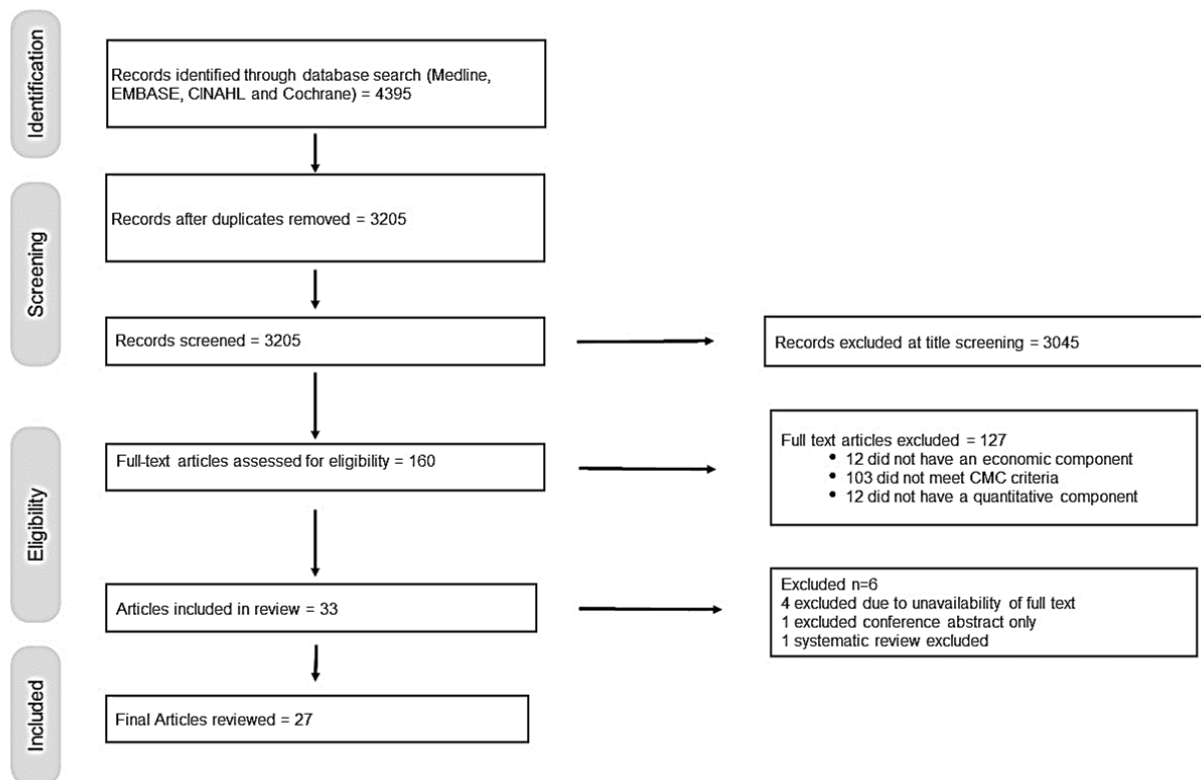 Identification
Records identified through database search (Medline,
EMBASE, CINAHL and Cochrane) = 4395
Screening
Records after duplicates removed = 3205
Records screened = 3205
Records excluded at title screening = 3045
Eligibility
Full-text articles assessed for eligibility = 160
Full text articles excluded = 127
• 12 did not have an economic component
• 103 did not meet CMC criteria
• 12 did not have a quantitative component
Articles included in review = 33
Excluded n=6
4 excluded due to unavailability of full text
1 excluded conference abstract only
1 systematic review excluded
Included
Final Articles reviewed = 27